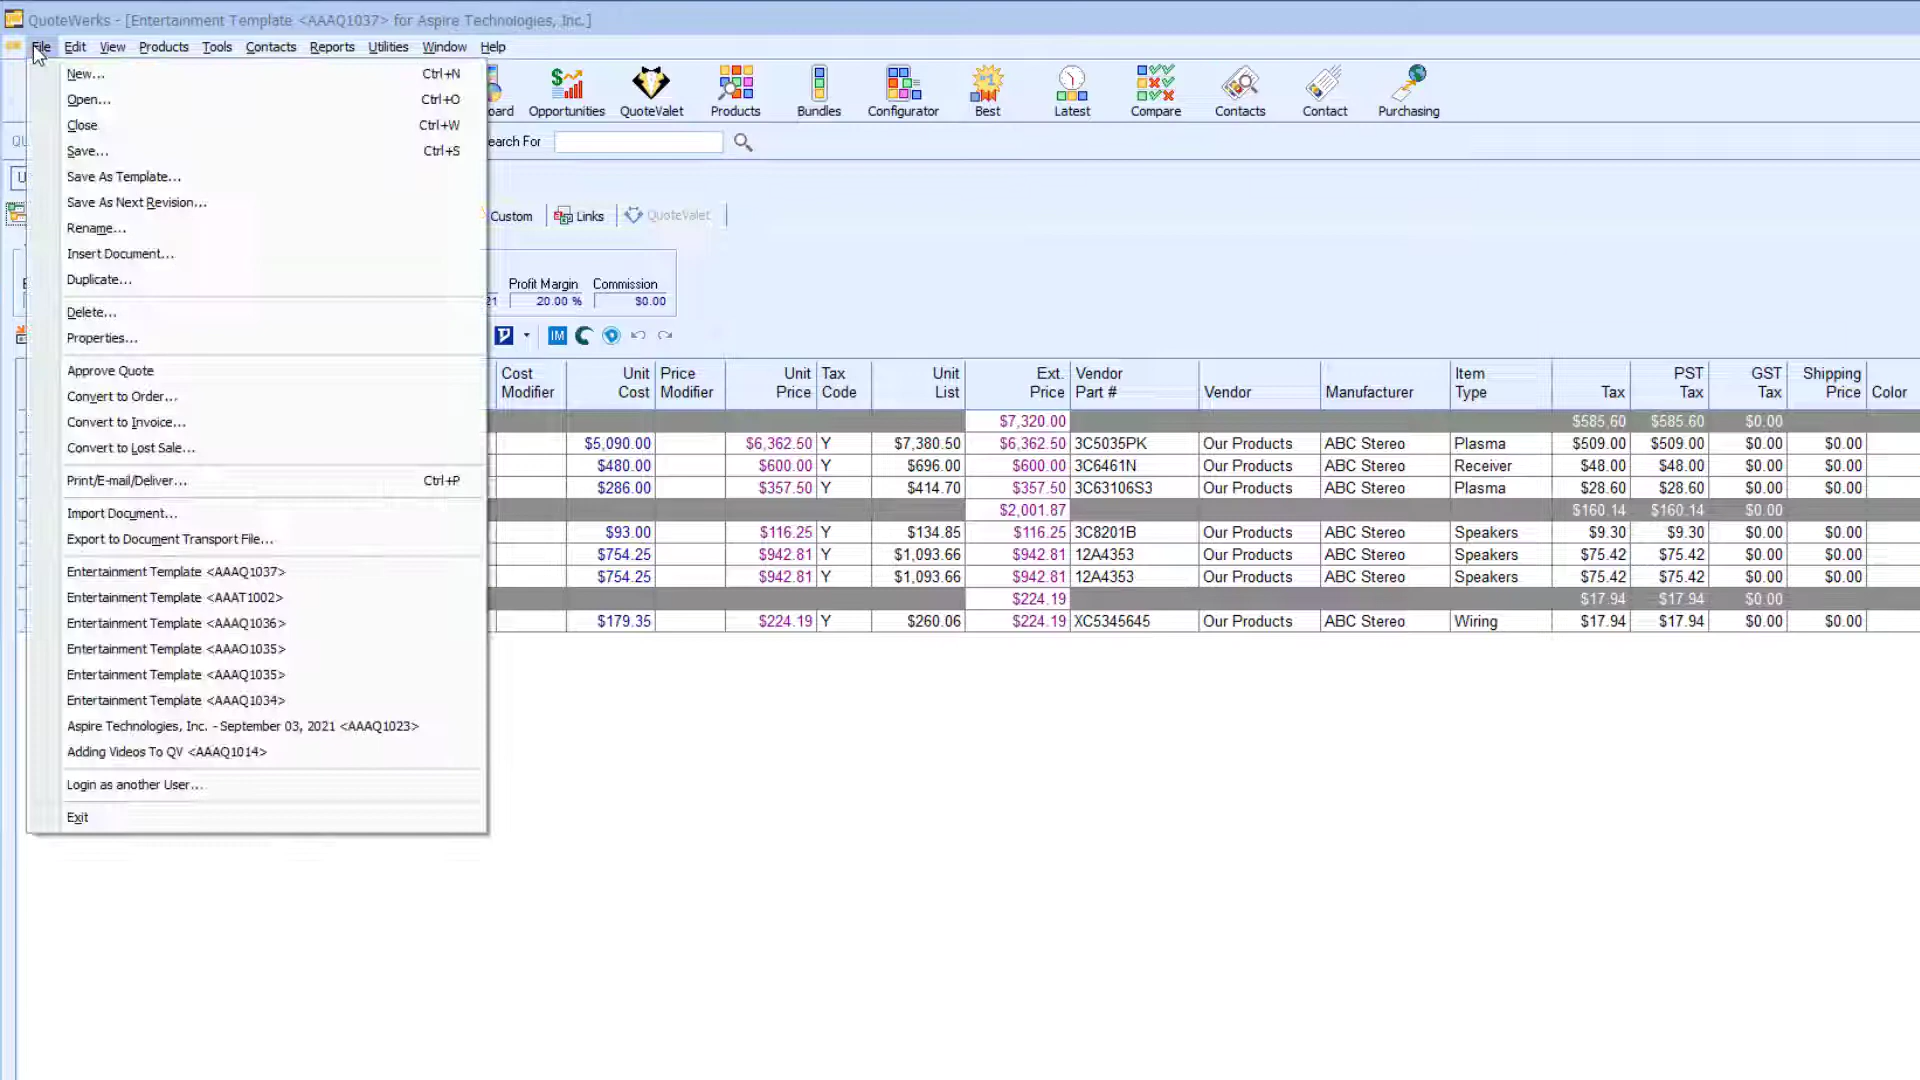 QuoteWerks - [Entertainment Template <AAAQ1037> for Aspire Technologies, Inc.]
File Edit View Products Tools Contacts Reports Utilities Window Help
New... Ctrl+N
Open... Ctrl+O
Close Ctrl+W
Save... Ctrl+S
Save As Template...
Save As Next Revision...
Rename...
Insert Document...
Duplicate...
Delete...
Properties...
Approve Quote
Convert to Order...
Convert to Invoice...
Convert to Lost Sale...
Print/E-mail/Deliver... Ctrl+P
Import Document...
Export to Document Transport File...
Entertainment Template <AAAQ1037>
Entertainment Template <AAAT1002>
Entertainment Template <AAAQ1036>
Entertainment Template <AAAO1035>
Entertainment Template <AAAQ1035>
Entertainment Template <AAAQ1034>
Aspire Technologies, Inc. - September 03, 2021 <AAAQ1023>
Adding Videos To QV <AAAQ1014>
Login as another User...
Exit
Opportunities QuoteValet Products Bundles Configurator Best Latest Compare Contacts Contact Purchasing
#1
earch For
Custom Links QuoteValet
Profit Margin Commission
21 20.00 % $0.00
IM
Cost Modifier Unit Cost Price Modifier Unit Price Tax Code Unit List Ext. Price Vendor Part # Vendor Manufacturer Item Type Tax PST Tax GST Tax Shipping Price Color
$7,320.00 $585.60 $585.60 $0.00
$5,090.00 $6,362.50 Y $7,380.50 $6,362.50 3C5035PK Our Products ABC Stereo Plasma $509.00 $509.00 $0.00 $0.00
$480.00 $600.00 Y $696.00 $600.00 3C6461N Our Products ABC Stereo Receiver $48.00 $48.00 $0.00 $0.00
$286.00 $357.50 Y $414.70 $357.50 3C63106S3 Our Products ABC Stereo Plasma $28.60 $28.60 $0.00 $0.00
$2,001.87 $160.14 $160.14 $0.00
$93.00 $116.25 Y $134.85 $116.25 3C8201B Our Products ABC Stereo Speakers $9.30 $9.30 $0.00 $0.00
$754.25 $942.81 Y $1,093.66 $942.81 12A4353 Our Products ABC Stereo Speakers $75.42 $75.42 $0.00 $0.00
$754.25 $942.81 Y $1,093.66 $942.81 12A4353 Our Products ABC Stereo Speakers $75.42 $75.42 $0.00 $0.00
$224.19 $17.94 $17.94 $0.00
$179.35 $224.19 Y $260.06 $224.19 XC5345645 Our Products ABC Stereo Wiring $17.94 $17.94 $0.00 $0.00